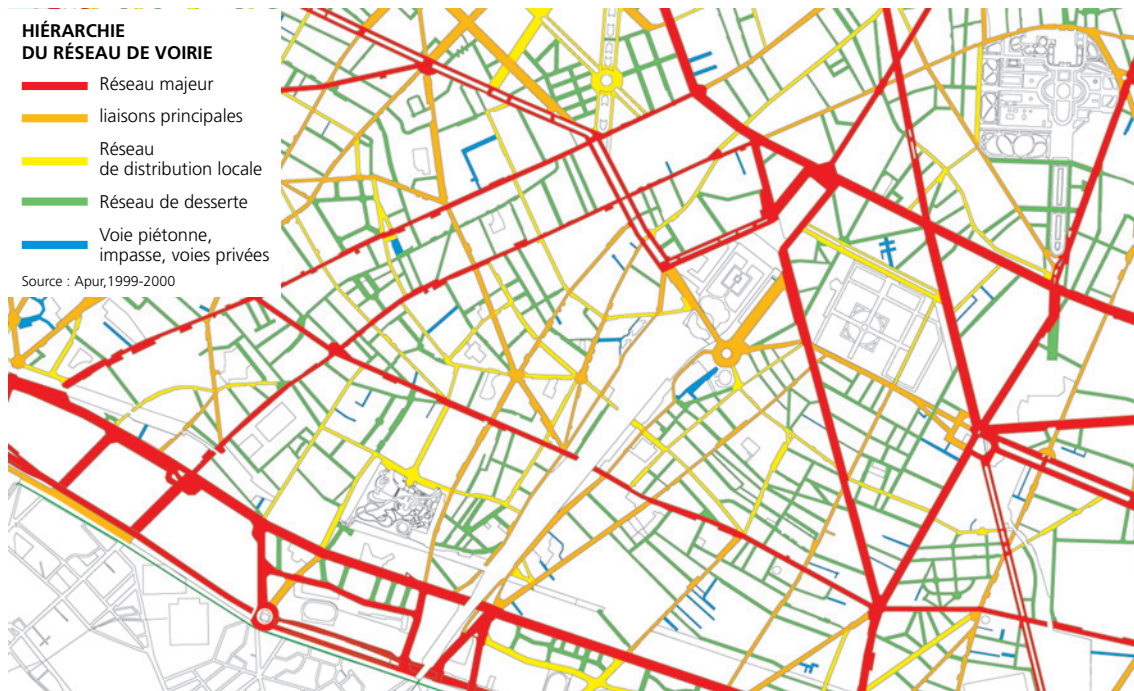 HIÉRARCHIE
DU RÉSEAU DE VOIRIE
Réseau majeur
liaisons principales
Réseau
de distribution locale
Réseau de desserte
Voie piétonne,
impasse, voies privées
Source : Apur,1999-2000